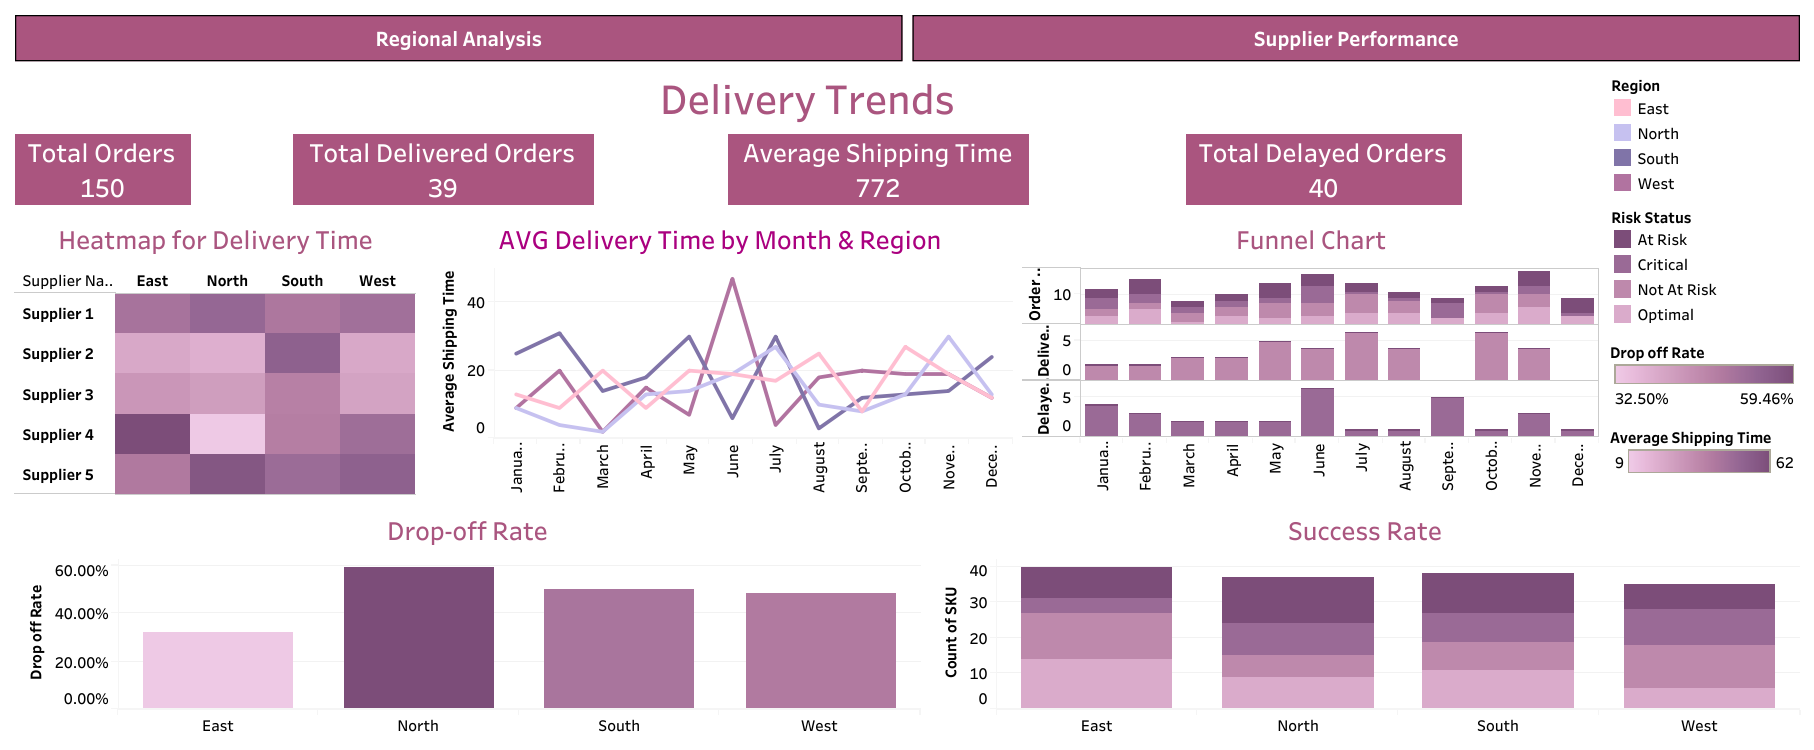 Regional Analysis
Supplier Performance
Delivery Trends
Total Orders
150
Total Delivered Orders
39
Average Shipping Time
772
Total Delayed Orders
40
Region
East
North
South
West
Risk Status
At Risk
Critical
Not At Risk
Optimal
Drop off Rate
32.50% 59.46%
Average Shipping Time
9 62
Heatmap for Delivery Time
Supplier Na.. East North South West
Supplier 1
Supplier 2
Supplier 3
Supplier 4
Supplier 5
AVG Delivery Time by Month & Region
Average Shipping Time
40
20
0
Janua.. Febru.. March April May June July August Septe.. Octob.. Nove.. Dece..
Funnel Chart
Order ..
10
Delive..
5
0
Delaye..
5
0
Janua.. Febru.. March April May June July August Septe.. Octob.. Nove.. Dece..
Drop-off Rate
Drop off Rate
60.00%
40.00%
20.00%
0.00%
East North South West
Success Rate
Count of SKU
40
30
20
10
0
East North South West